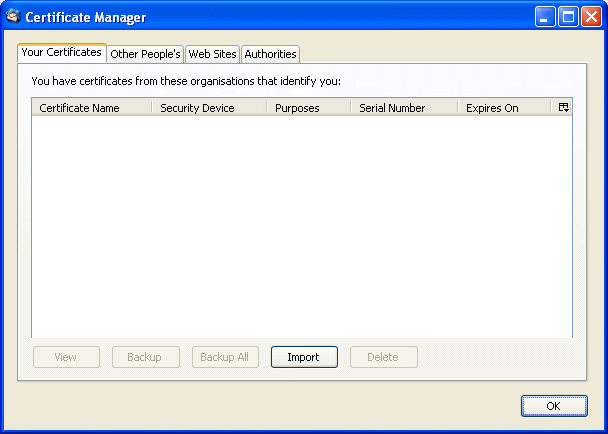 Certificate Manager
Your Certificates Other People's Web Sites Authorities
You have certificates from these organisations that identify you:
Certificate Name Security Device Purposes Serial Number Expires On
View Backup Backup All Import Delete
OK